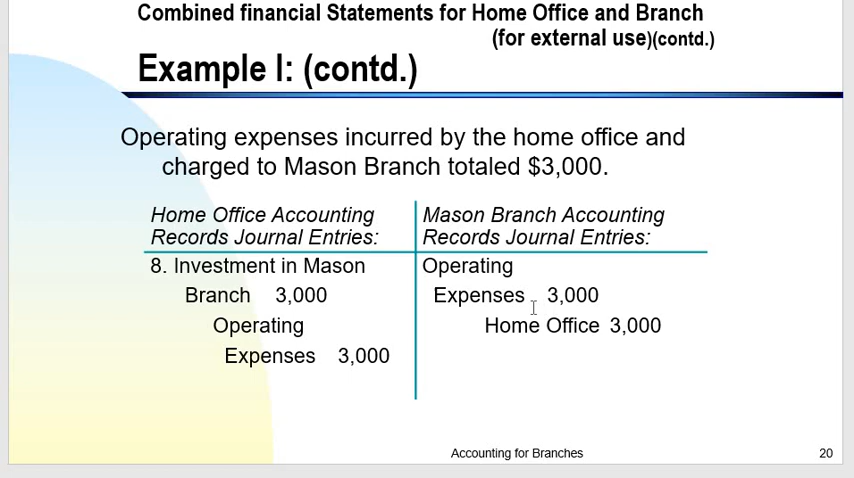 Combined financial Statements for Home Office and Branch
(for external use)(contd.)
Example I: (contd.)
Operating expenses incurred by the home office and
charged to Mason Branch totaled $3,000.
Home Office Accounting
Records Journal Entries:
8. Investment in Mason
Branch 3,000
Operating
Expenses 3,000
Mason Branch Accounting
Records Journal Entries:
Operating
Expenses 3,000
Home Office 3,000
Accounting for Branches
20